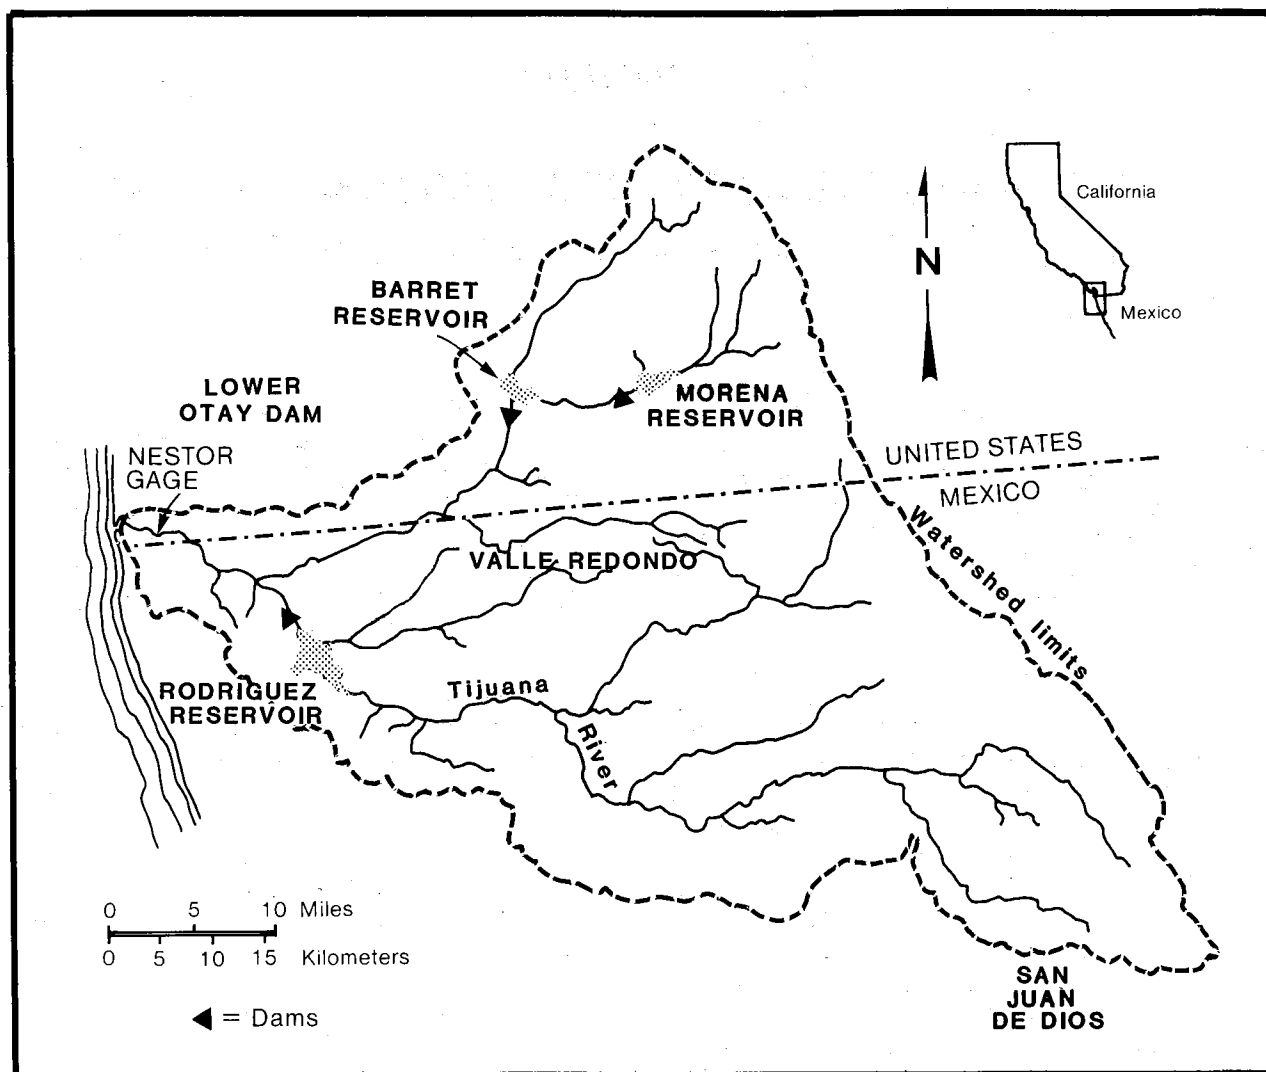 California
N
Mexico
BARRET
RESERVOIR
LOWER
OTAY DAM
MORENA
RESERVOIR
NESTOR
GAGE
UNITED STATES
MEXICO
Watershed limits
VALLE REDONDO
Tijuana
River
RODRIGUEZ
RESERVOIR
0 5 10 Miles
0 5 10 15 Kilometers
= Dams
SAN
JUAN
DE DIOS